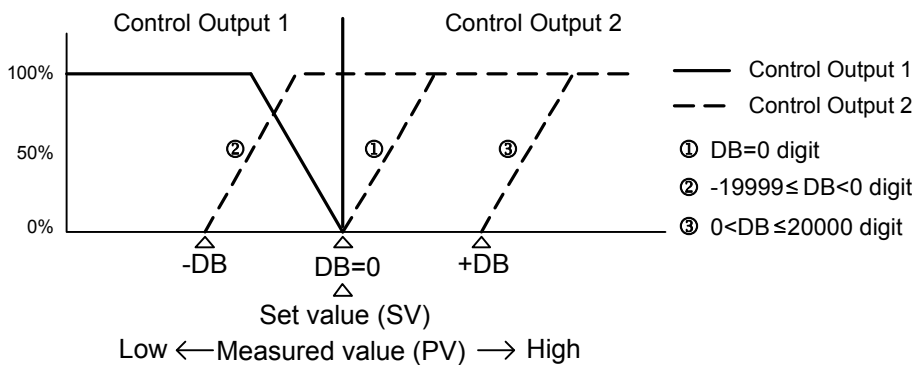 Control Output 1
Control Output 2
100%
50%
0%
②
①
③
-DB
DB=0
+DB
Set value (SV)
Low ← Measured value (PV) → High
Control Output 1
Control Output 2
① DB=0 digit
② -19999≤DB<0 digit
③ 0<DB≤20000 digit